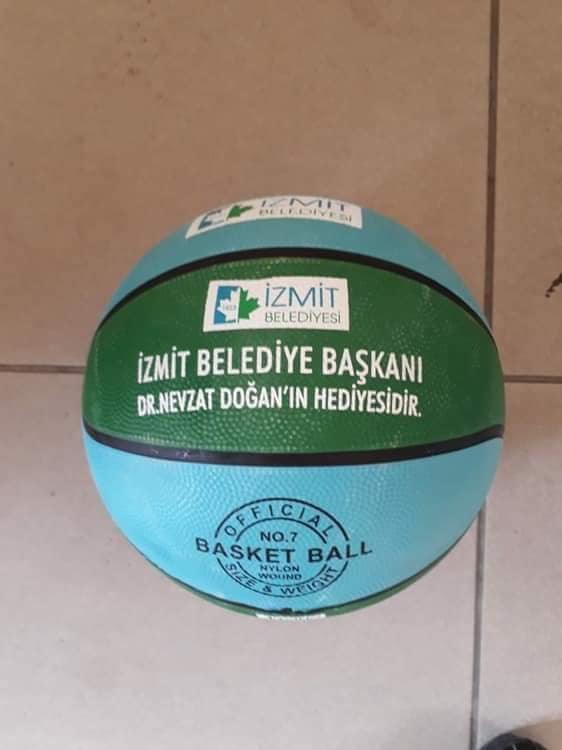 İZMİT
BELEDİYESİ
İZMİT
BELEDİYESİ
İZMİT BELEDİYE BAŞKANI
DR.NEVZAT DOĞAN'IN HEDİYESİDİR.
OFFICIAL
NO.7
BASKET BALL
NYLON
WOUND
SIZE & WEIGHT